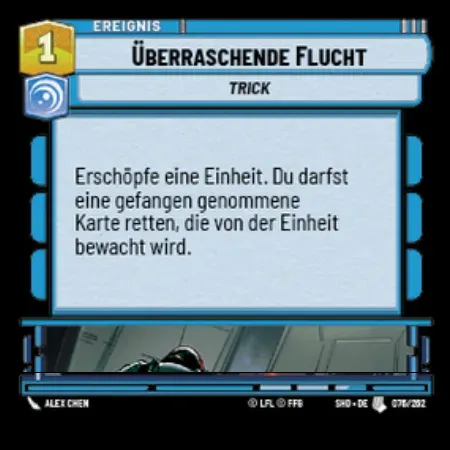 EREIGNIS
1
ÜBERRASCHENDE FLUCHT
TRICK
Erschöpfe eine Einheit. Du darfst
eine gefangen genommene
Karte retten, die von der Einheit
bewacht wird.
ALEX CHEN
© LFL © FFG
SHD • DE
076/262